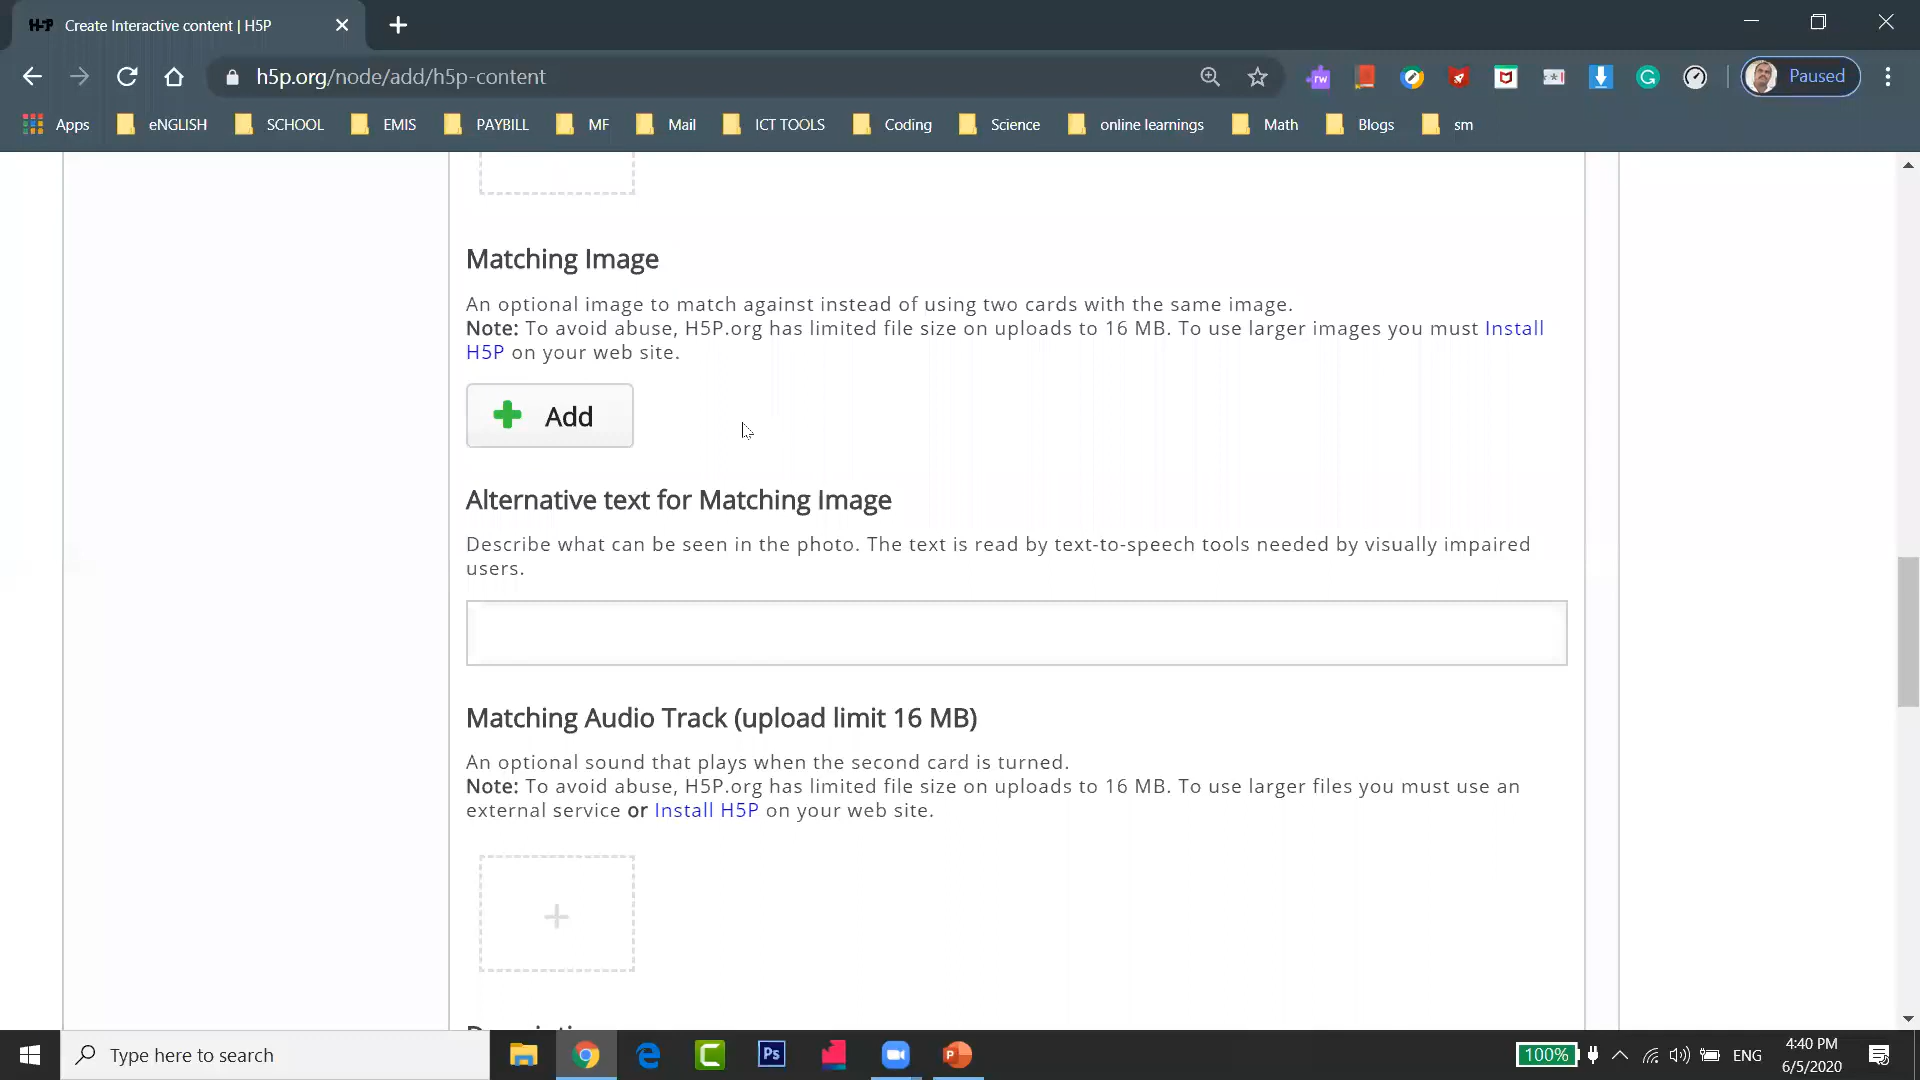 H-P Create Interactive content | H5P
h5p.org/node/add/h5p-content
rw
G
Paused
Apps eNGLISH SCHOOL EMIS PAYBILL MF Mail ICT TOOLS Coding Science online learnings Math Blogs sm
Matching Image
An optional image to match against instead of using two cards with the same image.
Note: To avoid abuse, H5P.org has limited file size on uploads to 16 MB. To use larger images you must Install
H5P on your web site.
Add
Alternative text for Matching Image
Describe what can be seen in the photo. The text is read by text-to-speech tools needed by visually impaired
users.
Matching Audio Track (upload limit 16 MB)
An optional sound that plays when the second card is turned.
Note: To avoid abuse, H5P.org has limited file size on uploads to 16 MB. To use larger files you must use an
external service or Install H5P on your web site.
Type here to search
Ps
P
100%
ENG
4:40 PM
6/5/2020